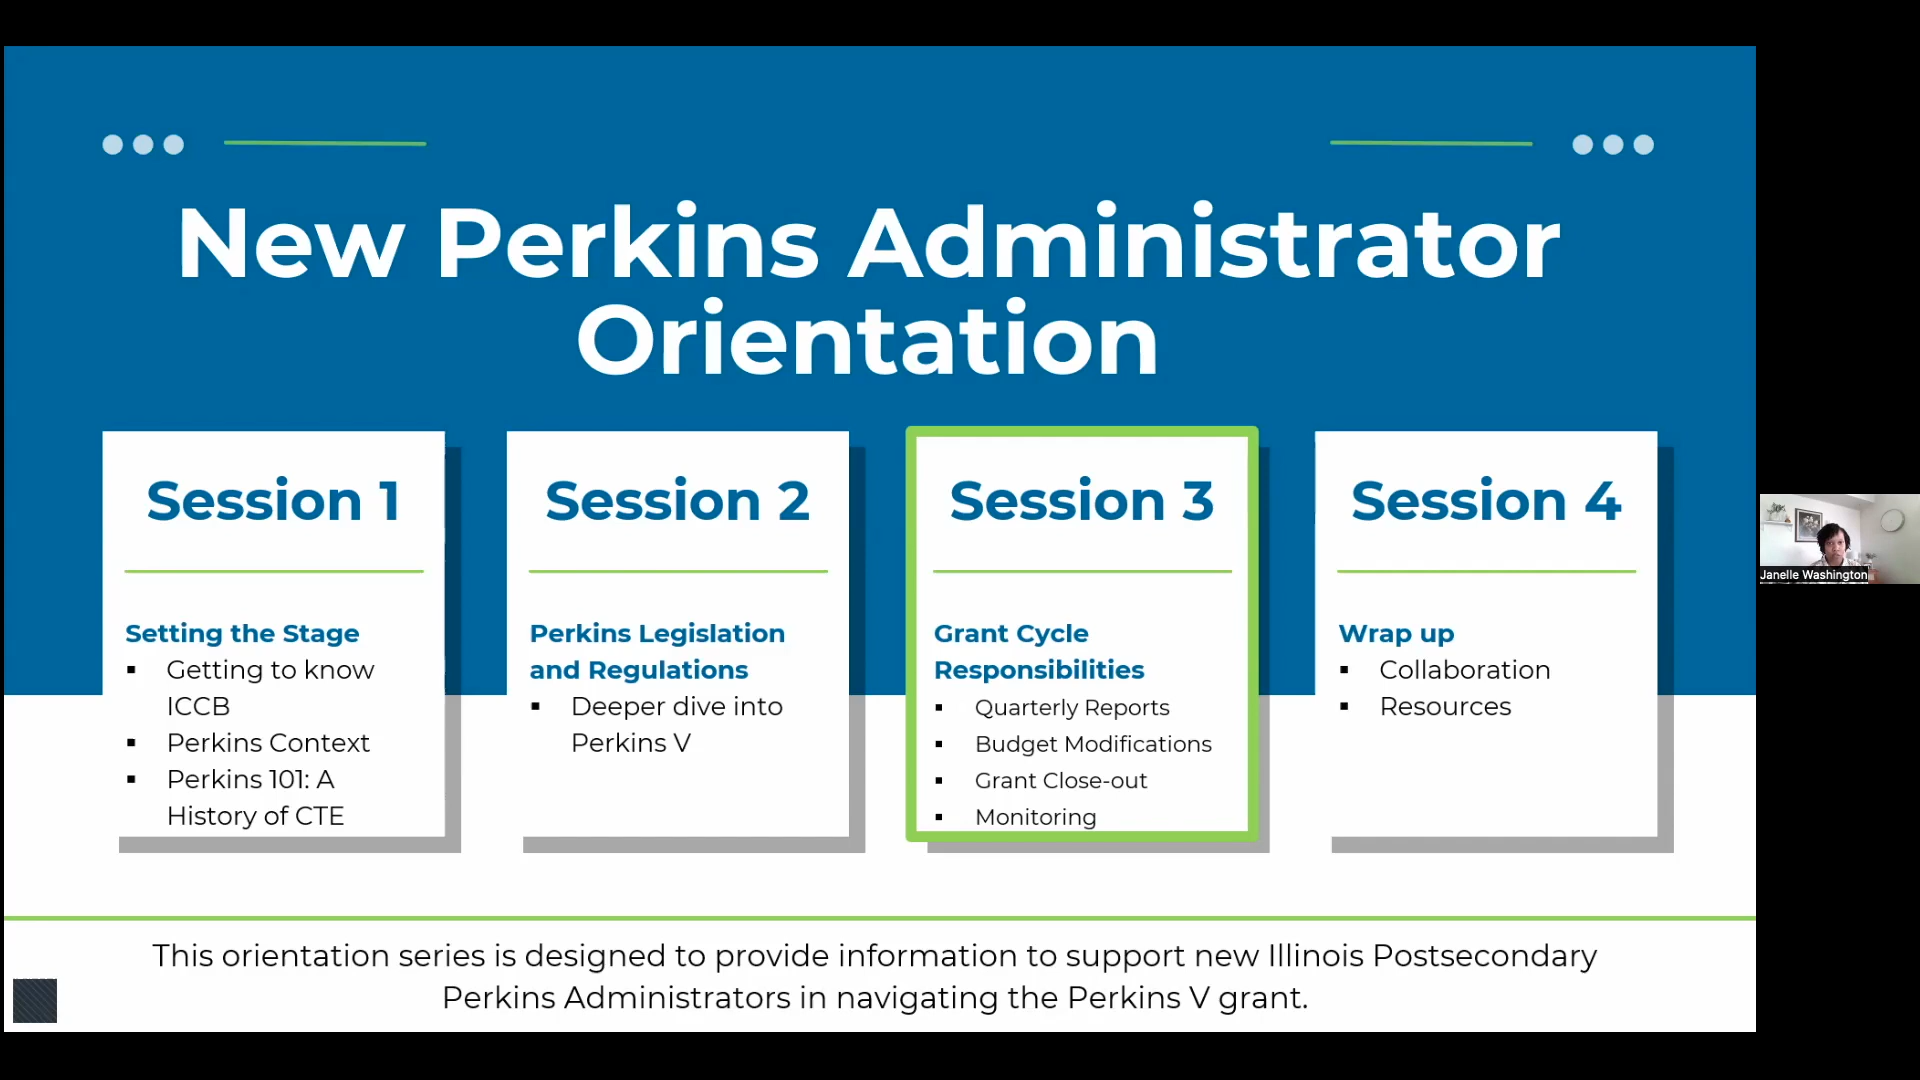 New Perkins Administrator
Orientation
Session 1
Setting the Stage
▪ Getting to know
ICCB
▪ Perkins Context
▪ Perkins 101: A
History of CTE
Session 2
Perkins Legislation
and Regulations
▪ Deeper dive into
Perkins V
Session 3
Grant Cycle
Responsibilities
▪ Quarterly Reports
▪ Budget Modifications
▪ Grant Close-out
▪ Monitoring
Session 4
Wrap up
▪ Collaboration
▪ Resources
Janelle Washington
This orientation series is designed to provide information to support new Illinois Postsecondary
Perkins Administrators in navigating the Perkins V grant.